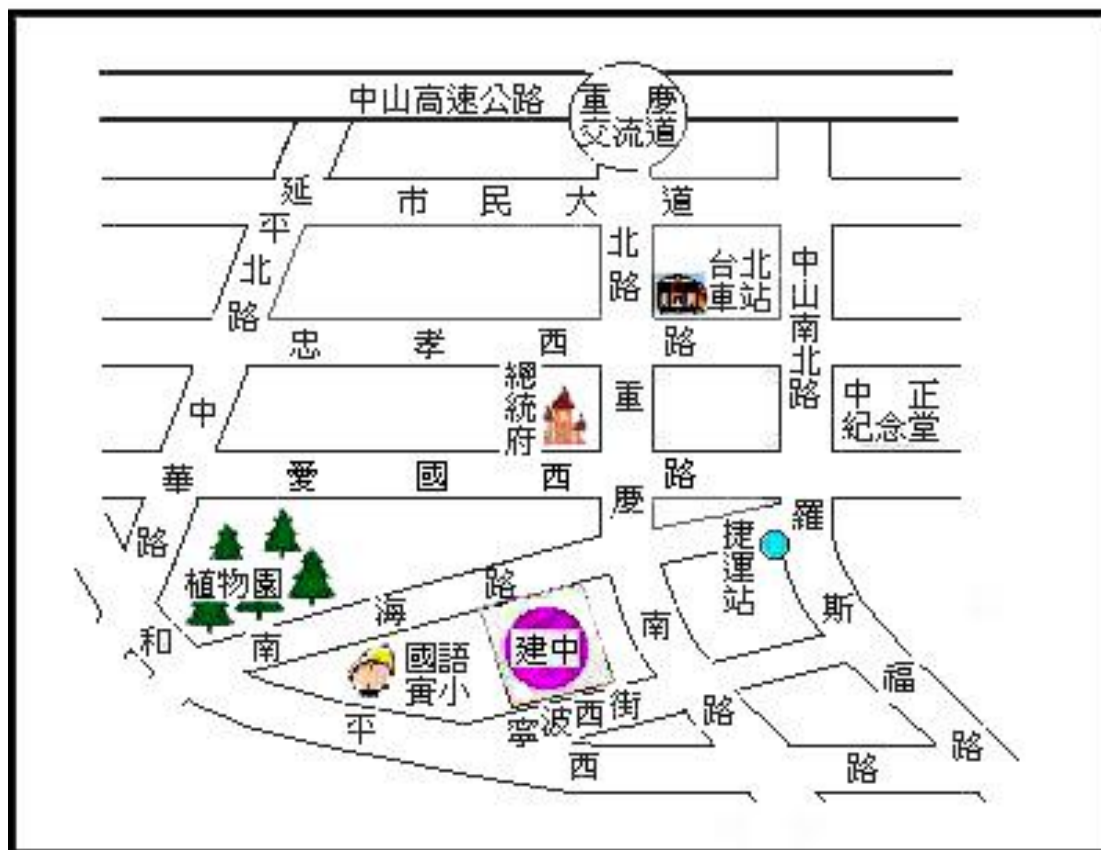 中山高速公路
重慶
交流道
延平北路
市民大道
北路
台北
車站
中山南北路
忠孝西路
總統府
重慶南路
中正
紀念堂
中華路
愛國西路
羅斯福路
捷運站
植物園
南海路
建中
國語
實小
和平西路
寧波西街